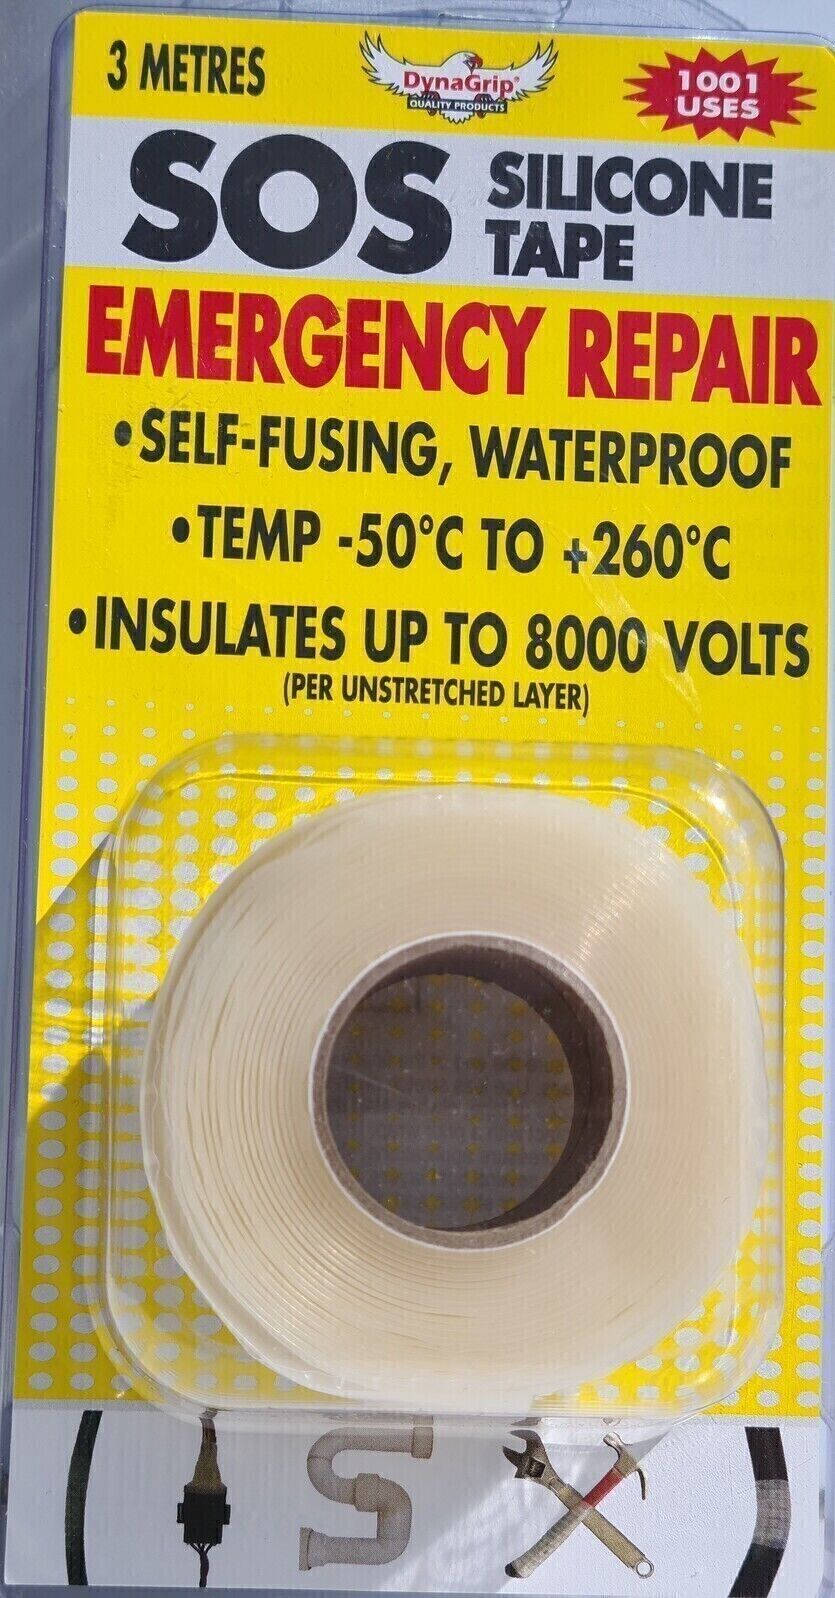 3 METRES
DynaGrip®
QUALITY PRODUCTS
1001
USES
SOS
SILICONE
TAPE
EMERGENCY REPAIR
•SELF-FUSING, WATERPROOF
•TEMP -50°C TO +260°C
•INSULATES UP TO 8000 VOLTS
(PER UNSTRETCHED LAYER)